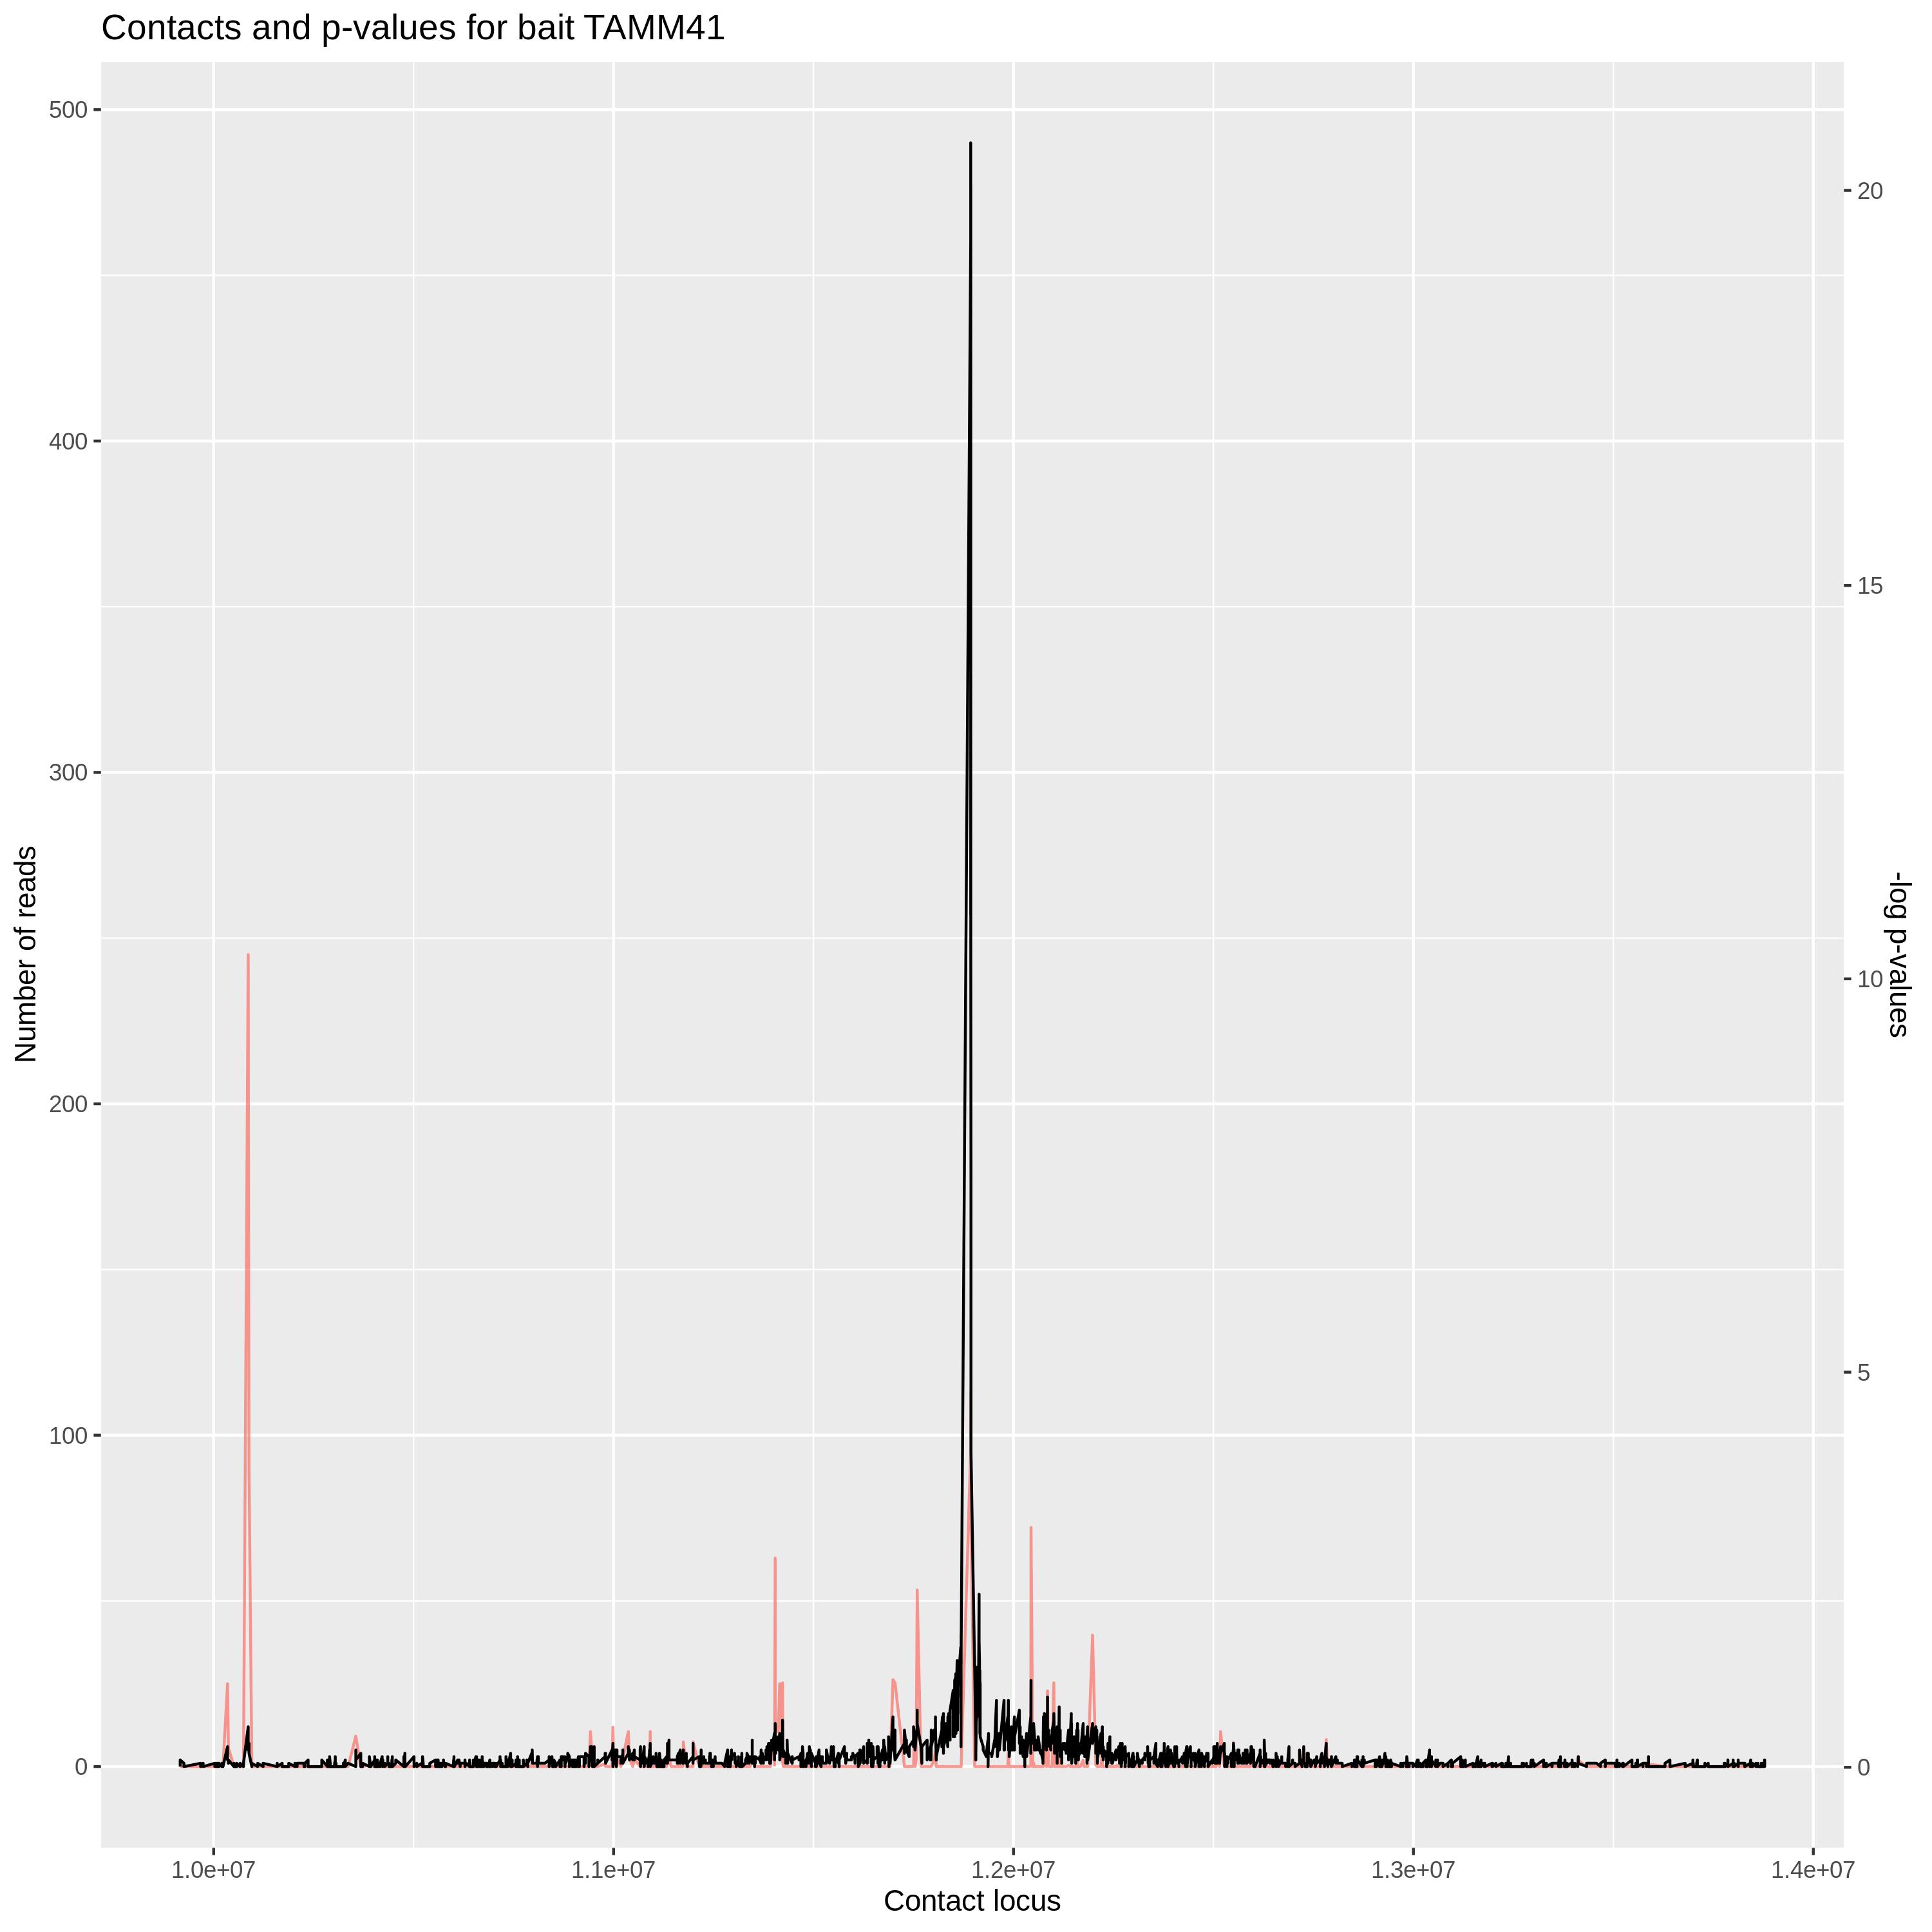 Contacts and p-values for bait TAMM41
500
400
300
200
100
0
Number of reads
20
15
10
5
0
-log p-values
1.0e+07
1.1e+07
1.2e+07
1.3e+07
1.4e+07
Contact locus